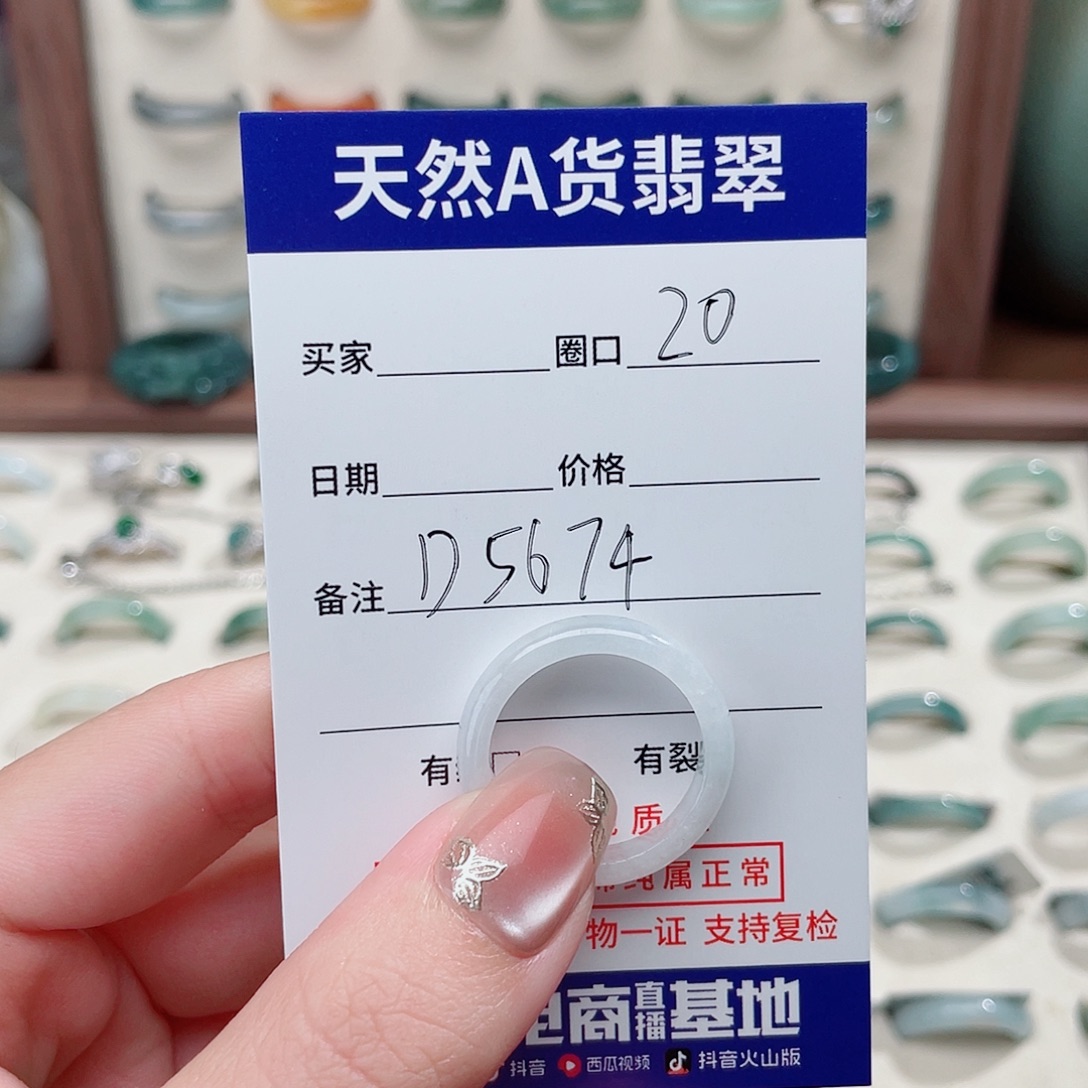 天然A货翡翠
买家 圈口 20
日期 价格
备注 D5674
有 有裂
质
属正常
物一证 支持复检
电商直播基地
抖音 西瓜视频 抖音火山版